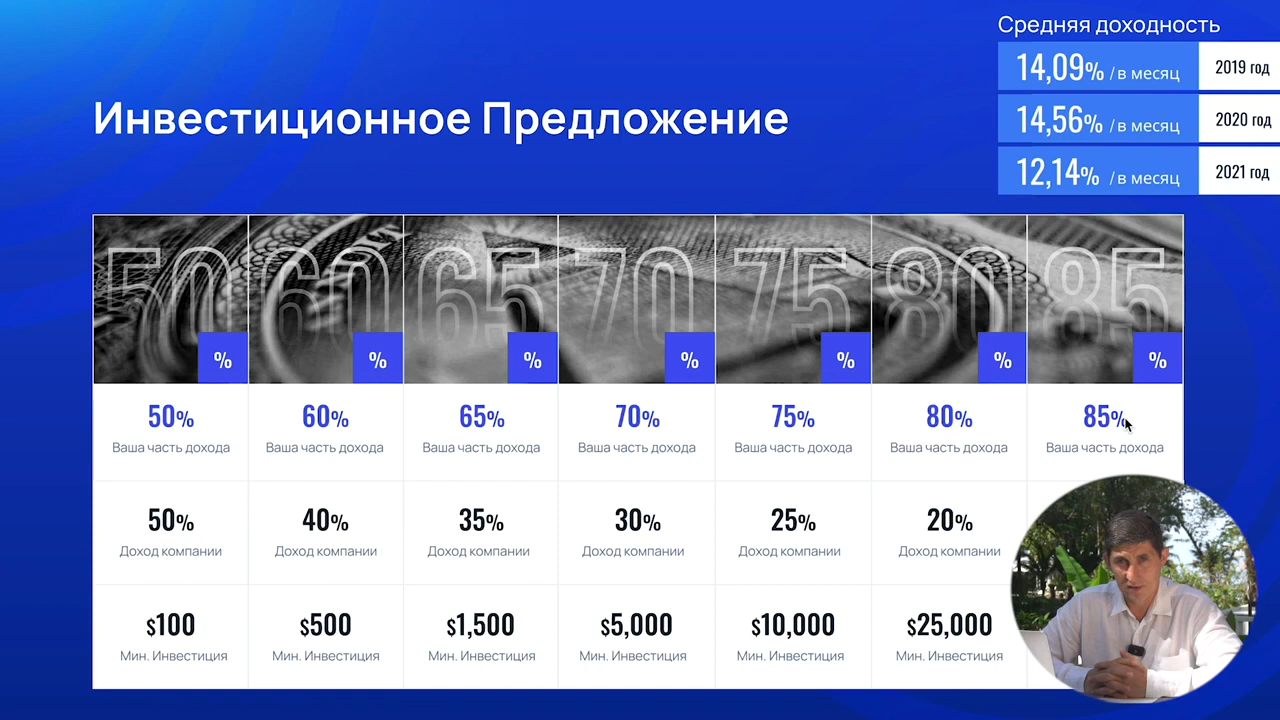 Средняя доходность
14,09% / в месяц 2019 год
14,56% / в месяц 2020 год
12,14% / в месяц 2021 год
Инвестиционное Предложение
50 60 65 70 75 80 85
% % % % % % %
50% 60% 65% 70% 75% 80% 85%
Ваша часть дохода Ваша часть дохода Ваша часть дохода Ваша часть дохода Ваша часть дохода Ваша часть дохода Ваша часть дохода
50% 40% 35% 30% 25% 20%
Доход компании Доход компании Доход компании Доход компании Доход компании Доход компании
$100 $500 $1,500 $5,000 $10,000 $25,000
Мин. Инвестиция Мин. Инвестиция Мин. Инвестиция Мин. Инвестиция Мин. Инвестиция Мин. Инвестиция